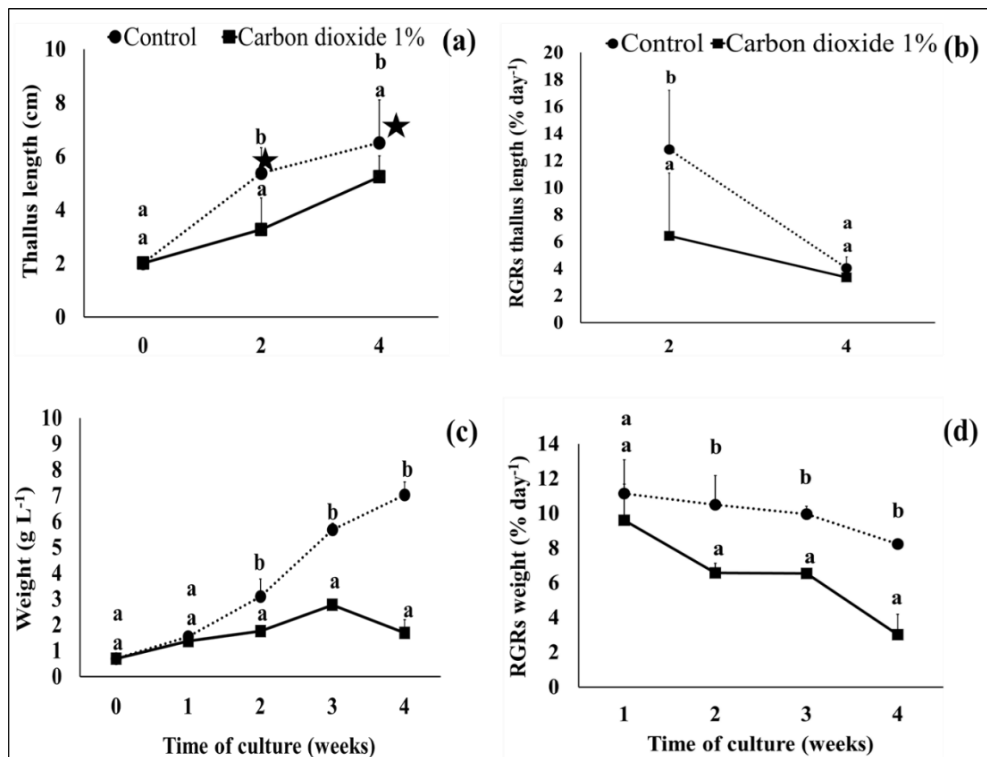 Control Carbon dioxide 1% (a)
Thallus length (cm)
10
8
6
4
2
0
a
a
b
a
b
a
0 2 4
Control Carbon dioxide 1% (b)
RGRs thallus length (% day-1)
20
18
16
14
12
10
8
6
4
2
0
b
a
a
a
2 4
(c)
Weight (g L-1)
10
9
8
7
6
5
4
3
2
1
0
a
a
a
a
b
a
b
a
b
a
0 1 2 3 4
Time of culture (weeks)
(d)
RGRs weight (% day-1)
14
12
10
8
6
4
2
0
a
a
b
a
b
a
b
a
1 2 3 4
Time of culture (weeks)